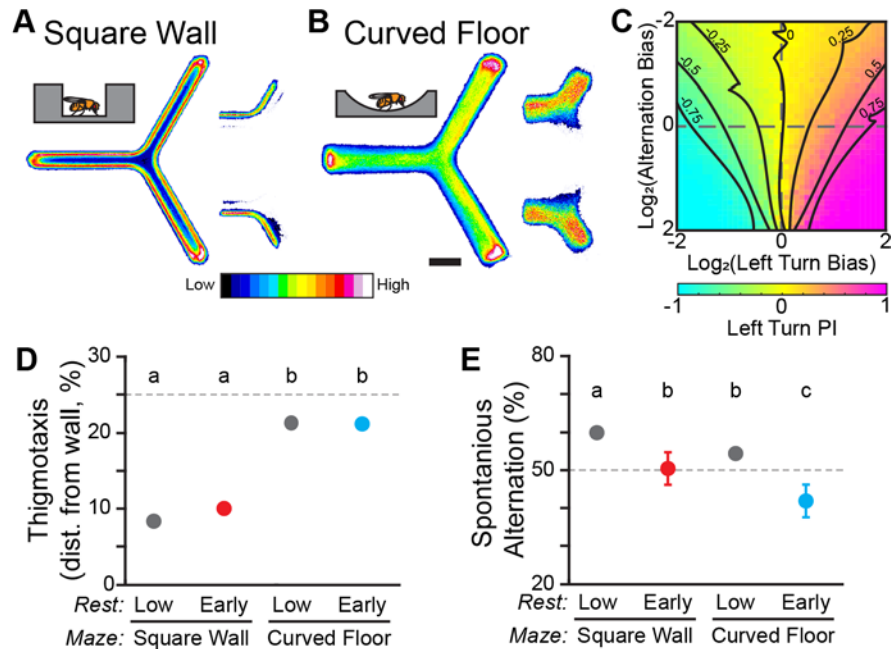 A Square Wall
B Curved Floor
Low
High
C
Log₂(Alternation Bias)
-2
0
2
-0.75
-0.5
-0.25
0
0.25
0.5
0.75
-2
0
2
Log₂(Left Turn Bias)
-1
0
1
Left Turn PI
D
Thigmotaxis
(dist. from wall, %)
30
20
10
0
a
a
b
b
Rest: Low Early Low Early
Maze: Square Wall Curved Floor
E
Spontanious
Alternation (%)
80
50
20
a
b
b
c
Rest: Low Early Low Early
Maze: Square Wall Curved Floor